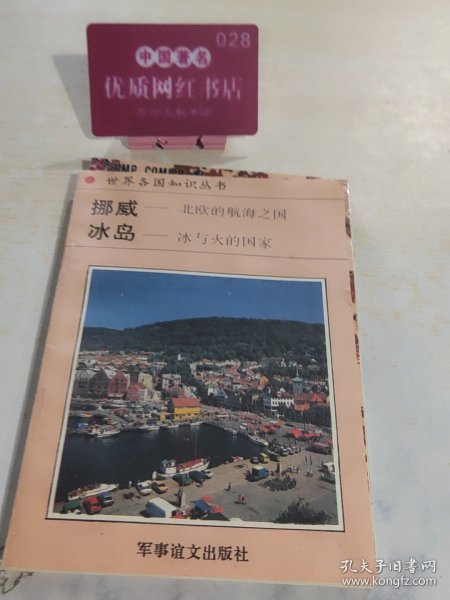 028
中国著名
优质网红书店
世界各国知识丛书
挪威 — 北欧的航海之国
冰岛 — 冰与火的国家
军事谊文出版社
孔夫子旧书网
www.kongfz.com